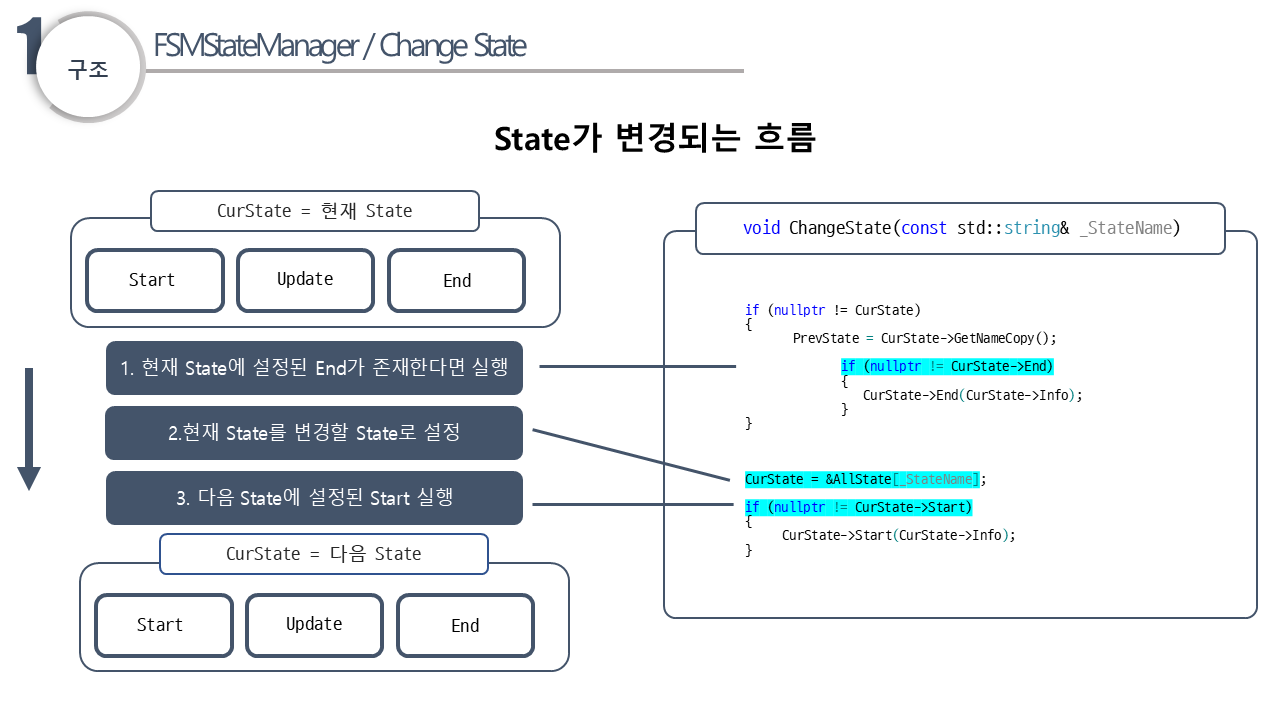 1
구조
FSMStateManager / Change State
State가 변경되는 흐름
CurState = 현재 State
Start
Update
End
1. 현재 State에 설정된 End가 존재한다면 실행
2.현재 State를 변경할 State로 설정
3. 다음 State에 설정된 Start 실행
CurState = 다음 State
Start
Update
End
void ChangeState(const std::string& _StateName)
if (nullptr != CurState)
{
PrevState = CurState->GetNameCopy();
if (nullptr != CurState->End)
{
CurState->End(CurState->Info);
}
}
CurState = &AllState[_StateName];
if (nullptr != CurState->Start)
{
CurState->Start(CurState->Info);
}